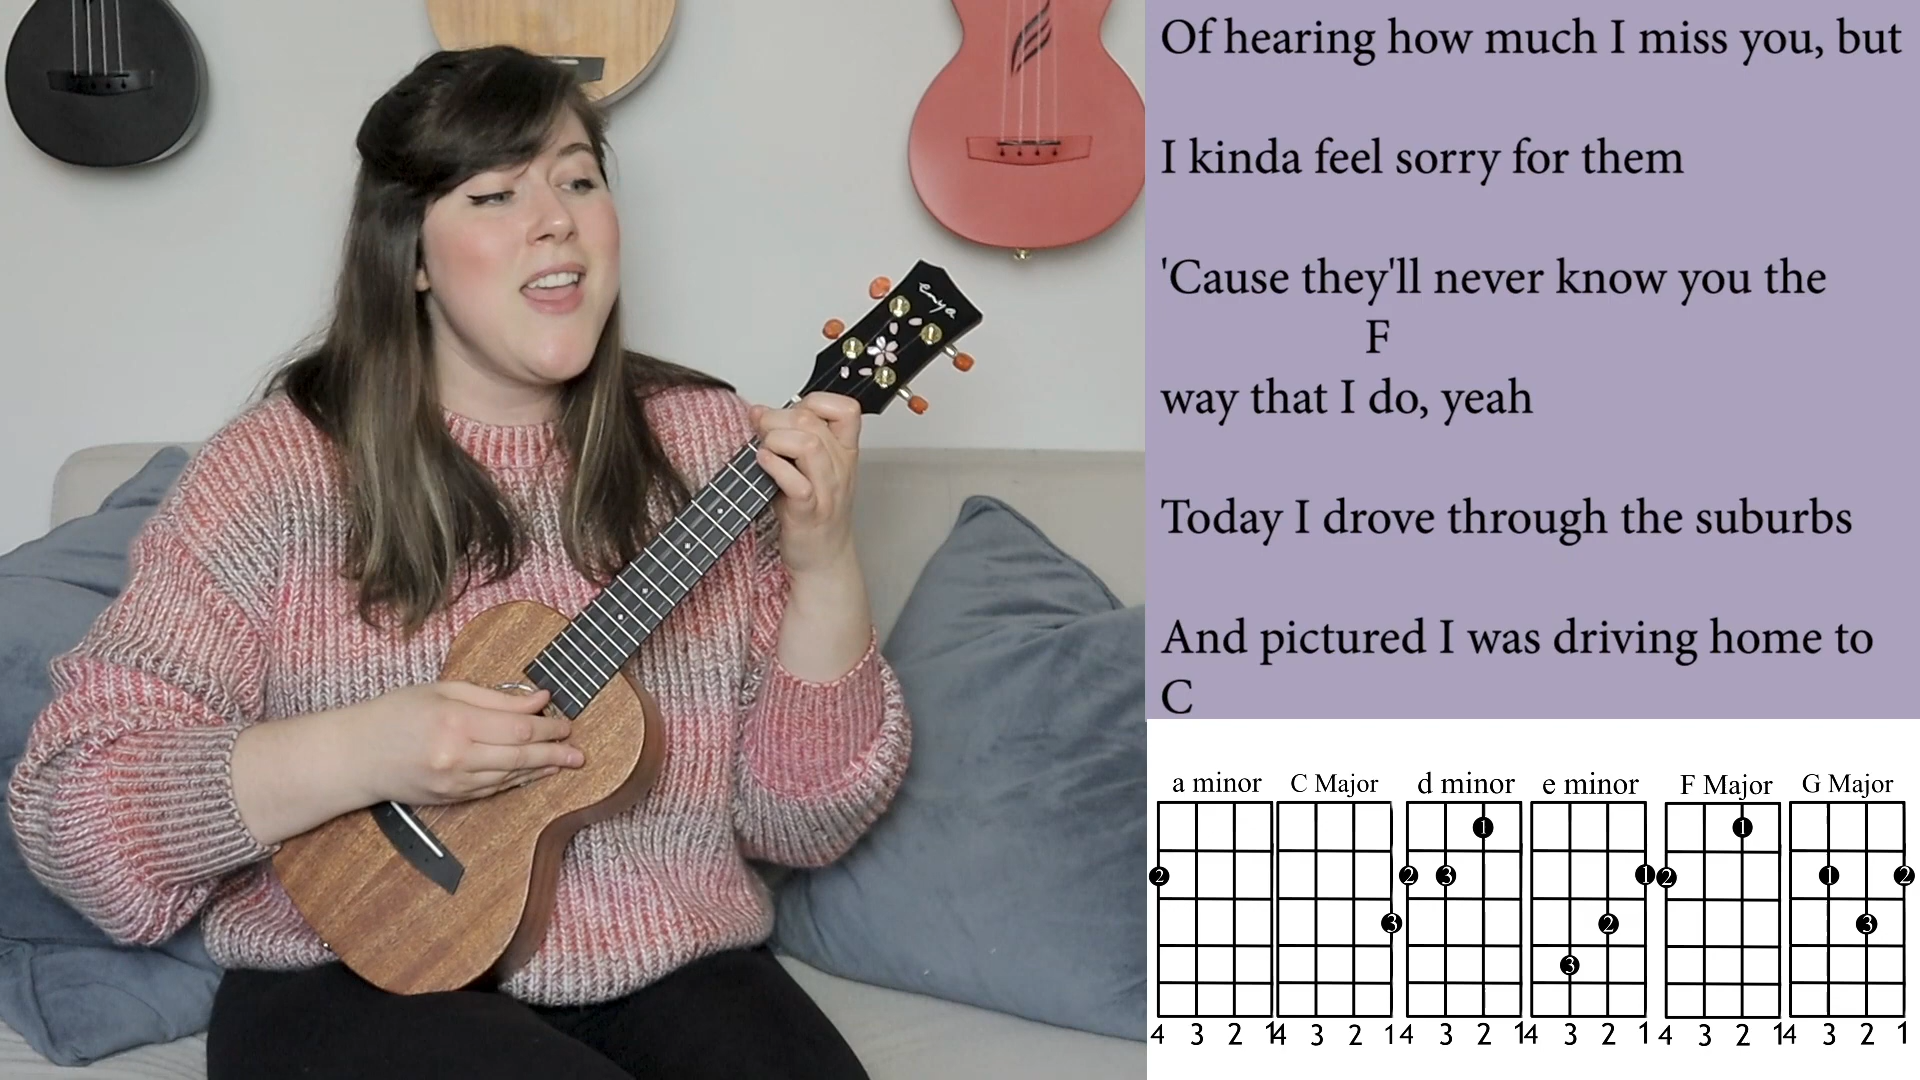 enya
Of hearing how much I miss you, but
I kinda feel sorry for them
'Cause they'll never know you the
F
way that I do, yeah
Today I drove through the suburbs
And pictured I was driving home to
C
a minor C Major d minor e minor F Major G Major
1 1
2 2 3 1 2 1 2
3 2 3
3
4 3 2 1 4 3 2 1 4 3 2 1 4 3 2 1 4 3 2 1 4 3 2 1